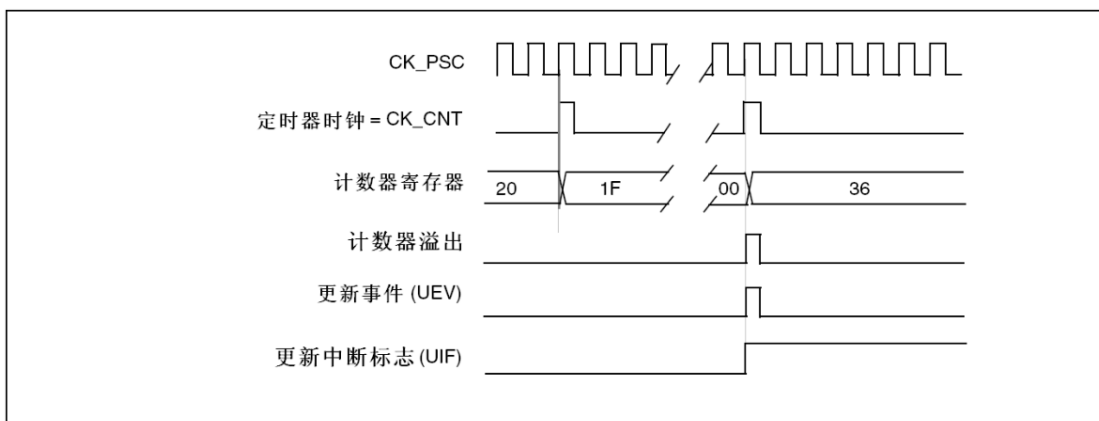 CK_PSC
定时器时钟 = CK_CNT
计数器寄存器 20 1F 00 36
计数器溢出
更新事件 (UEV)
更新中断标志 (UIF)